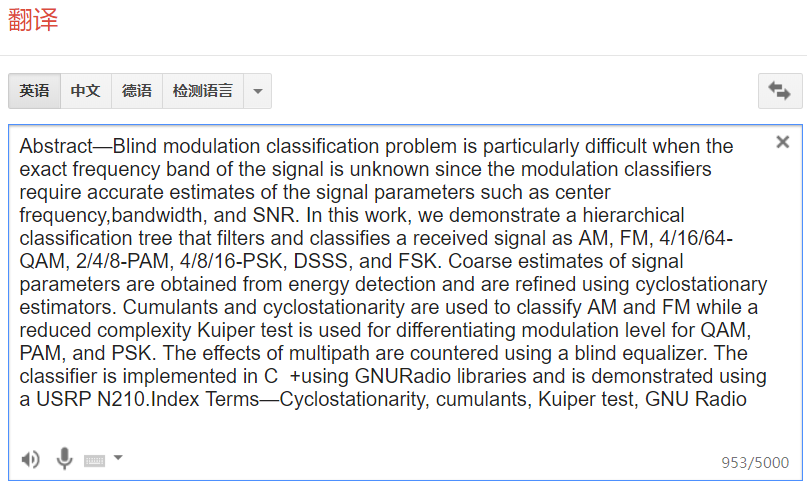 翻译
英语 中文 德语 检测语言
Abstract—Blind modulation classification problem is particularly difficult when the
exact frequency band of the signal is unknown since the modulation classifiers
require accurate estimates of the signal parameters such as center
frequency,bandwidth, and SNR. In this work, we demonstrate a hierarchical
classification tree that filters and classifies a received signal as AM, FM, 4/16/64-
QAM, 2/4/8-PAM, 4/8/16-PSK, DSSS, and FSK. Coarse estimates of signal
parameters are obtained from energy detection and are refined using cyclostationary
estimators. Cumulants and cyclostationarity are used to classify AM and FM while a
reduced complexity Kuiper test is used for differentiating modulation level for QAM,
PAM, and PSK. The effects of multipath are countered using a blind equalizer. The
classifier is implemented in C  +using GNURadio libraries and is demonstrated using
a USRP N210.Index Terms—Cyclostationarity, cumulants, Kuiper test, GNU Radio
953/5000